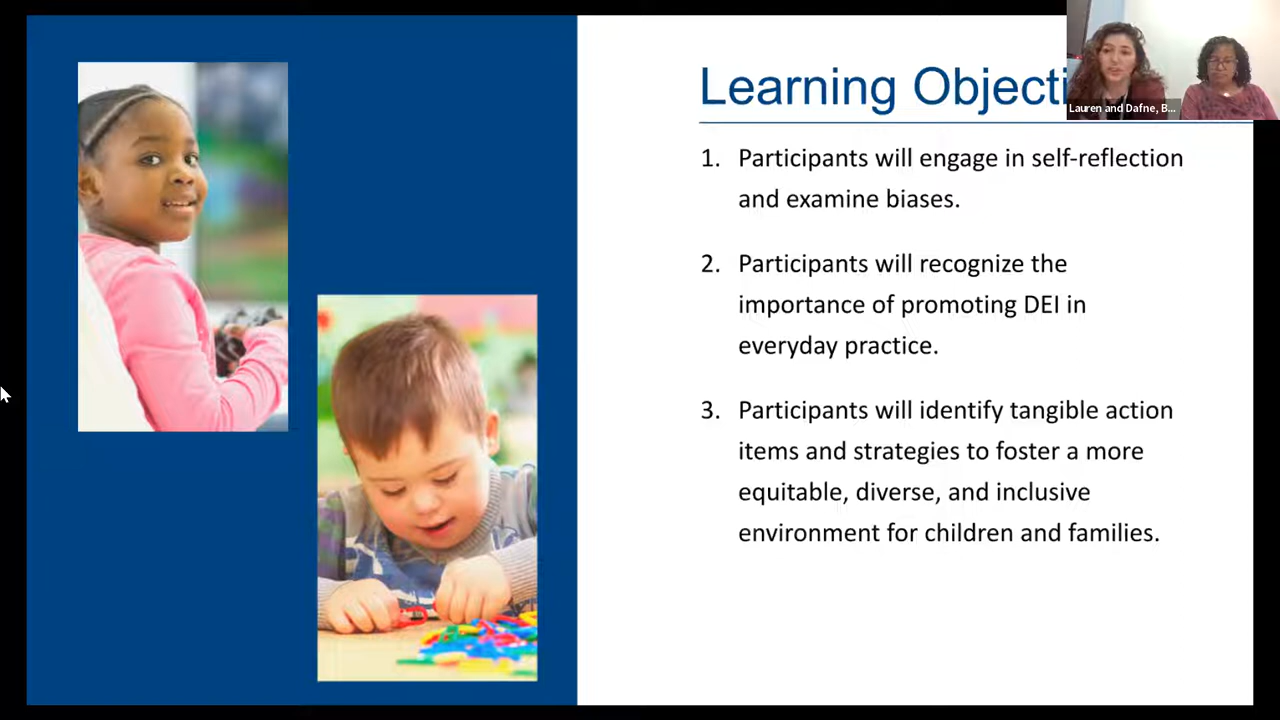 Learning Objecti
Lauren and Dafne, B...
1. Participants will engage in self-reflection
and examine biases.
2. Participants will recognize the
importance of promoting DEI in
everyday practice.
3. Participants will identify tangible action
items and strategies to foster a more
equitable, diverse, and inclusive
environment for children and families.